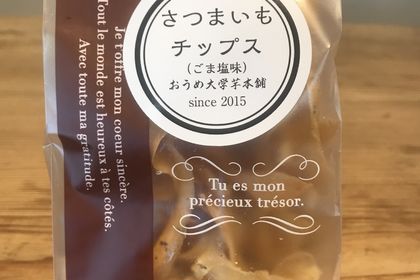 さつまいも
チップス
(ごま塩味)
おうめ大学芋本舗
since 2015
Je t'offre mon coeur sincère.
Tout le monde est heureux à tes côtés.
Avec toute ma gratitude.
Tu es mon
précieux trésor.